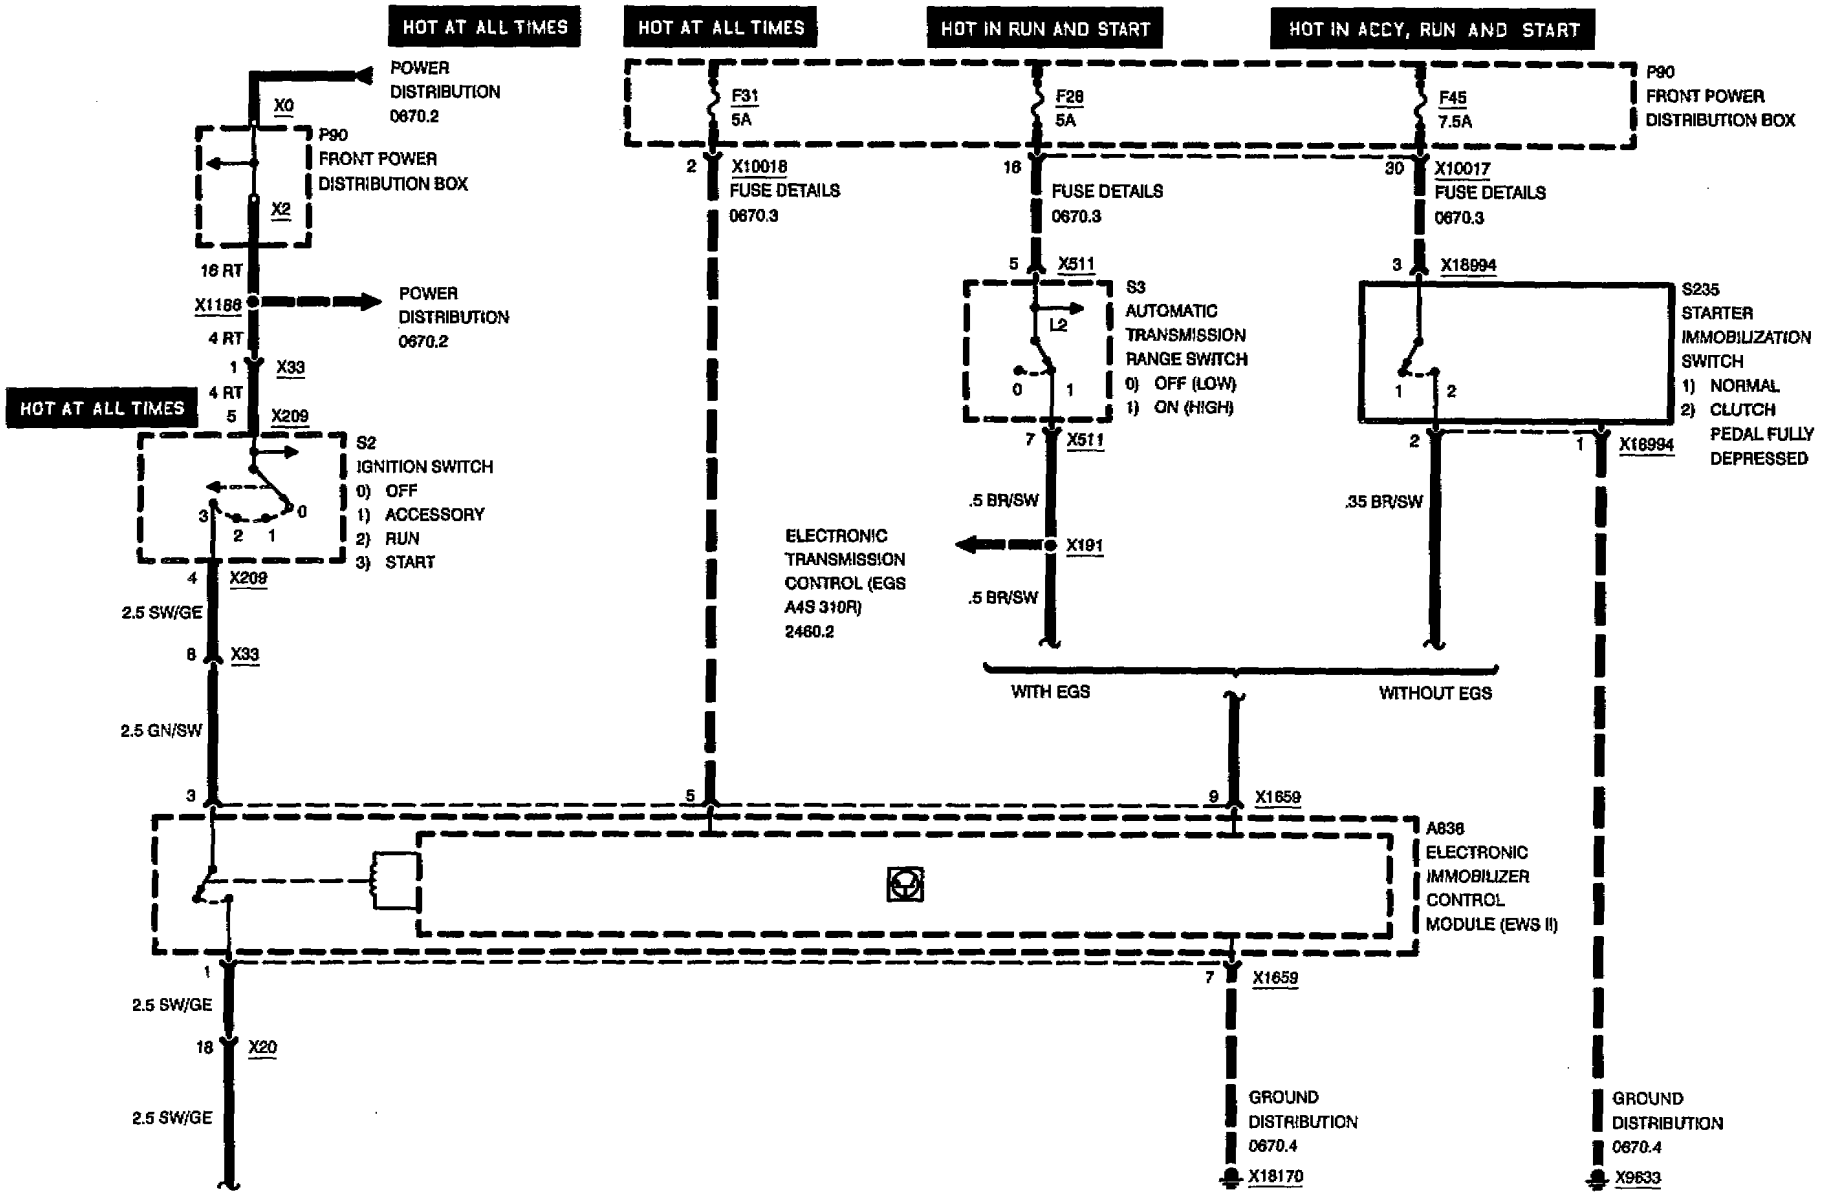 HOT AT ALL TIMES
HOT AT ALL TIMES
HOT IN RUN AND START
HOT IN ACCY, RUN AND START
POWER
DISTRIBUTION
0670.2
X0
P90
FRONT POWER
DISTRIBUTION BOX
X2
16 RT
X1188
POWER
DISTRIBUTION
0670.2
4 RT
1
X33
4 RT
HOT AT ALL TIMES
5
X209
S2
IGNITION SWITCH
0) OFF
1) ACCESSORY
2) RUN
3) START
3
2
1
0
4
X209
2.5 SW/GE
8
X33
2.5 GN/SW
F31
5A
F28
5A
F45
7.5A
P90
FRONT POWER
DISTRIBUTION BOX
2
X10018
FUSE DETAILS
0670.3
16
FUSE DETAILS
0670.3
30
X10017
FUSE DETAILS
0670.3
5
X511
S3
AUTOMATIC
TRANSMISSION
RANGE SWITCH
0) OFF (LOW)
1) ON (HIGH)
L2
0
1
7
X511
3
X18994
S235
STARTER
IMMOBILIZATION
SWITCH
1) NORMAL
2) CLUTCH
PEDAL FULLY
DEPRESSED
1
2
2
1
X18994
.5 BR/SW
.35 BR/SW
ELECTRONIC
TRANSMISSION
CONTROL (EGS
A4S 310R)
2460.2
X191
.5 BR/SW
WITH EGS
WITHOUT EGS
3
5
9
X1659
A836
ELECTRONIC
IMMOBILIZER
CONTROL
MODULE (EWS II)
1
7
X1659
2.5 SW/GE
18
X20
2.5 SW/GE
GROUND
DISTRIBUTION
0670.4
X18170
GROUND
DISTRIBUTION
0670.4
X9633